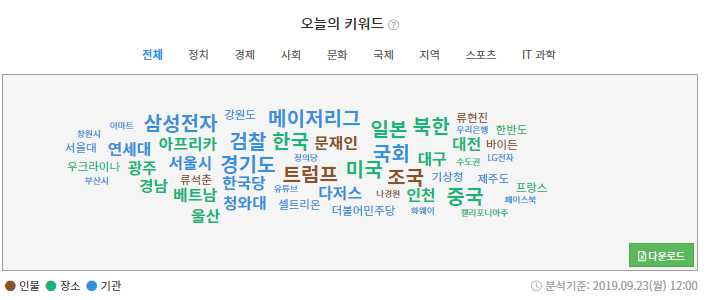 오늘의 키워드 ?
전체 정치 경제 사회 문화 국제 지역 스포츠 IT 과학
이마트 삼성전자 강원도 메이저리그 일본 북한 류현진
창원시 우리은행 한반도
서울대 연세대 아프리카 검찰 한국 문재인 국회 대전 바이든
우크라이나 광주 서울시 경기도 정의당 미국 대구 수도권 LG전자
부산시 경남 류석춘 한국당 트럼프 조국 기상청 제주도
베트남 청와대 유튜브 다저스 나경원 인천 중국 프랑스
울산 셀트리온 더불어민주당 화웨이 페이스북
캘리포니아주
다운로드
인물 장소 기관 분석기준: 2019.09.23(월) 12:00